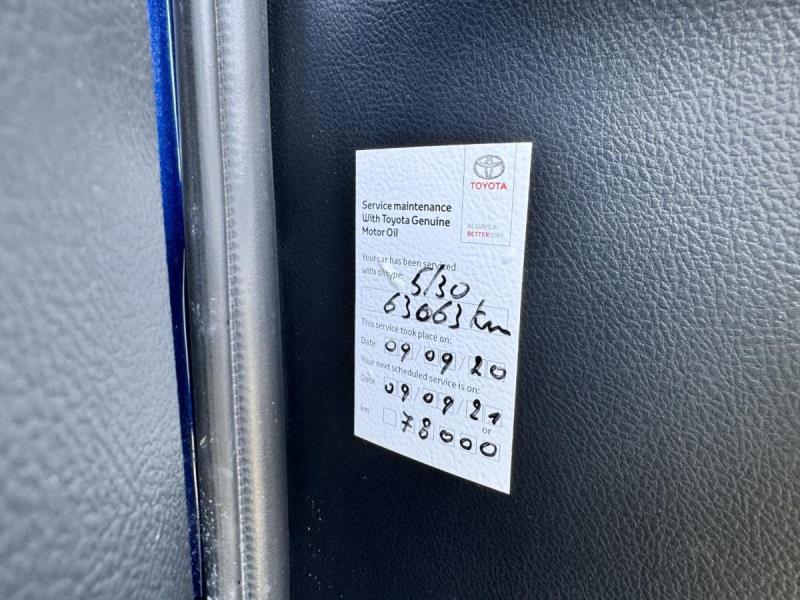 TOYOTA
Service maintenance
With Toyota Genuine
Motor Oil
ALWAYS A
BETTER WAY
Your car has been serviced
with oil type:
5/30
63663 km
This service took place on:
Date 09/09/20
Your next scheduled service is on:
Date 09/09/21
or
km 78000